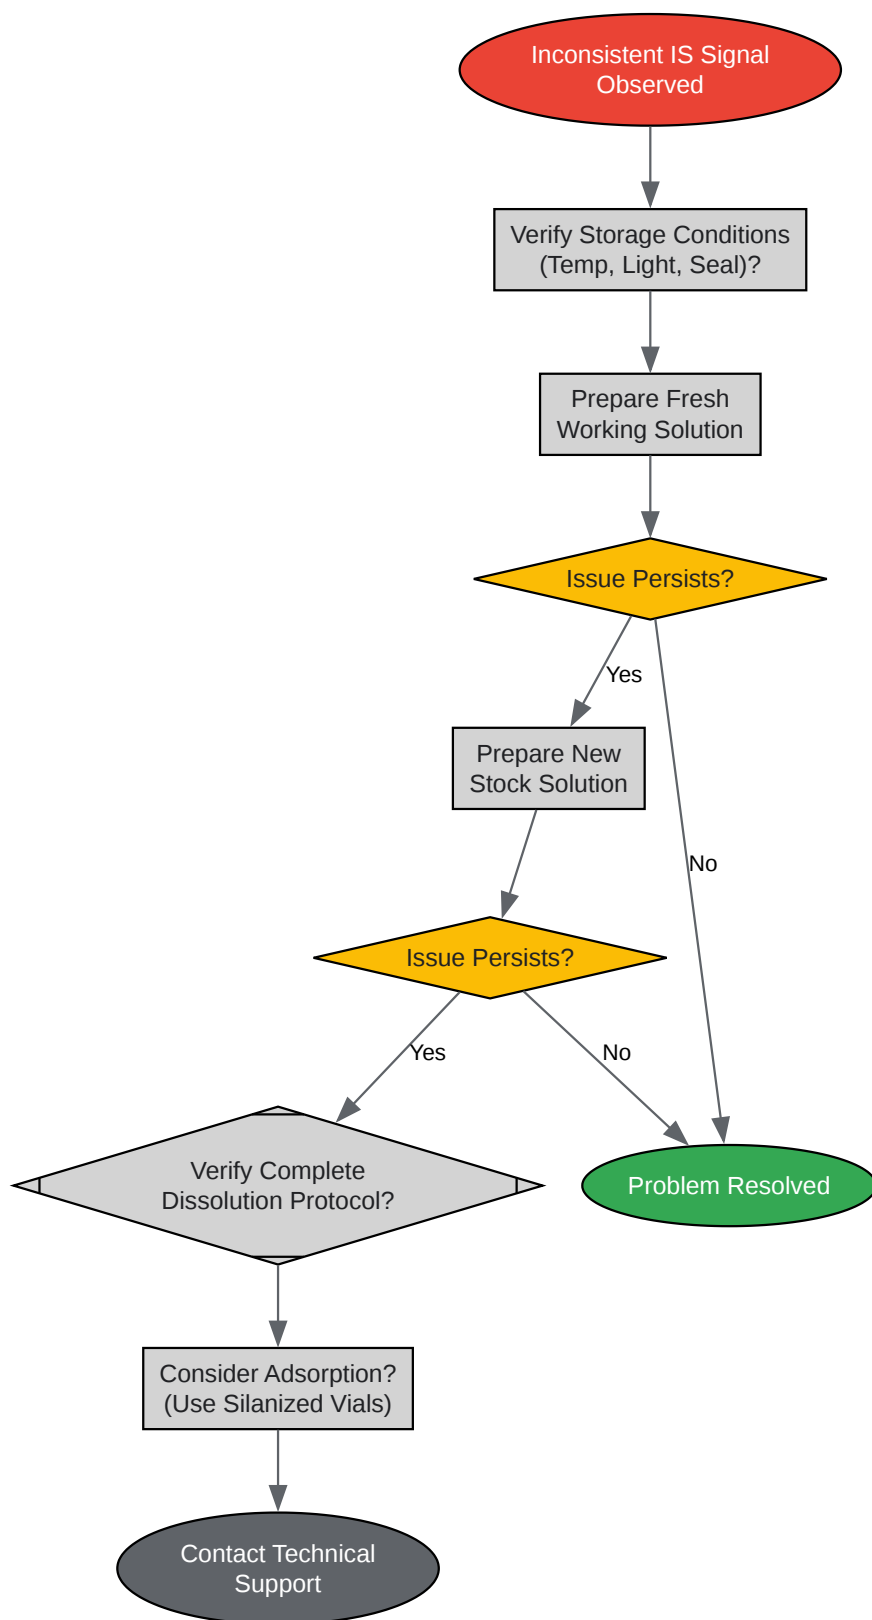 Inconsistent IS Signal
Observed
Verify Storage Conditions
(Temp, Light, Seal)?
Prepare Fresh
Working Solution
Issue Persists?
Yes
Prepare New
Stock Solution
No
Issue Persists?
Yes
No
Verify Complete
Dissolution Protocol?
Problem Resolved
Consider Adsorption?
(Use Silanized Vials)
Contact Technical
Support